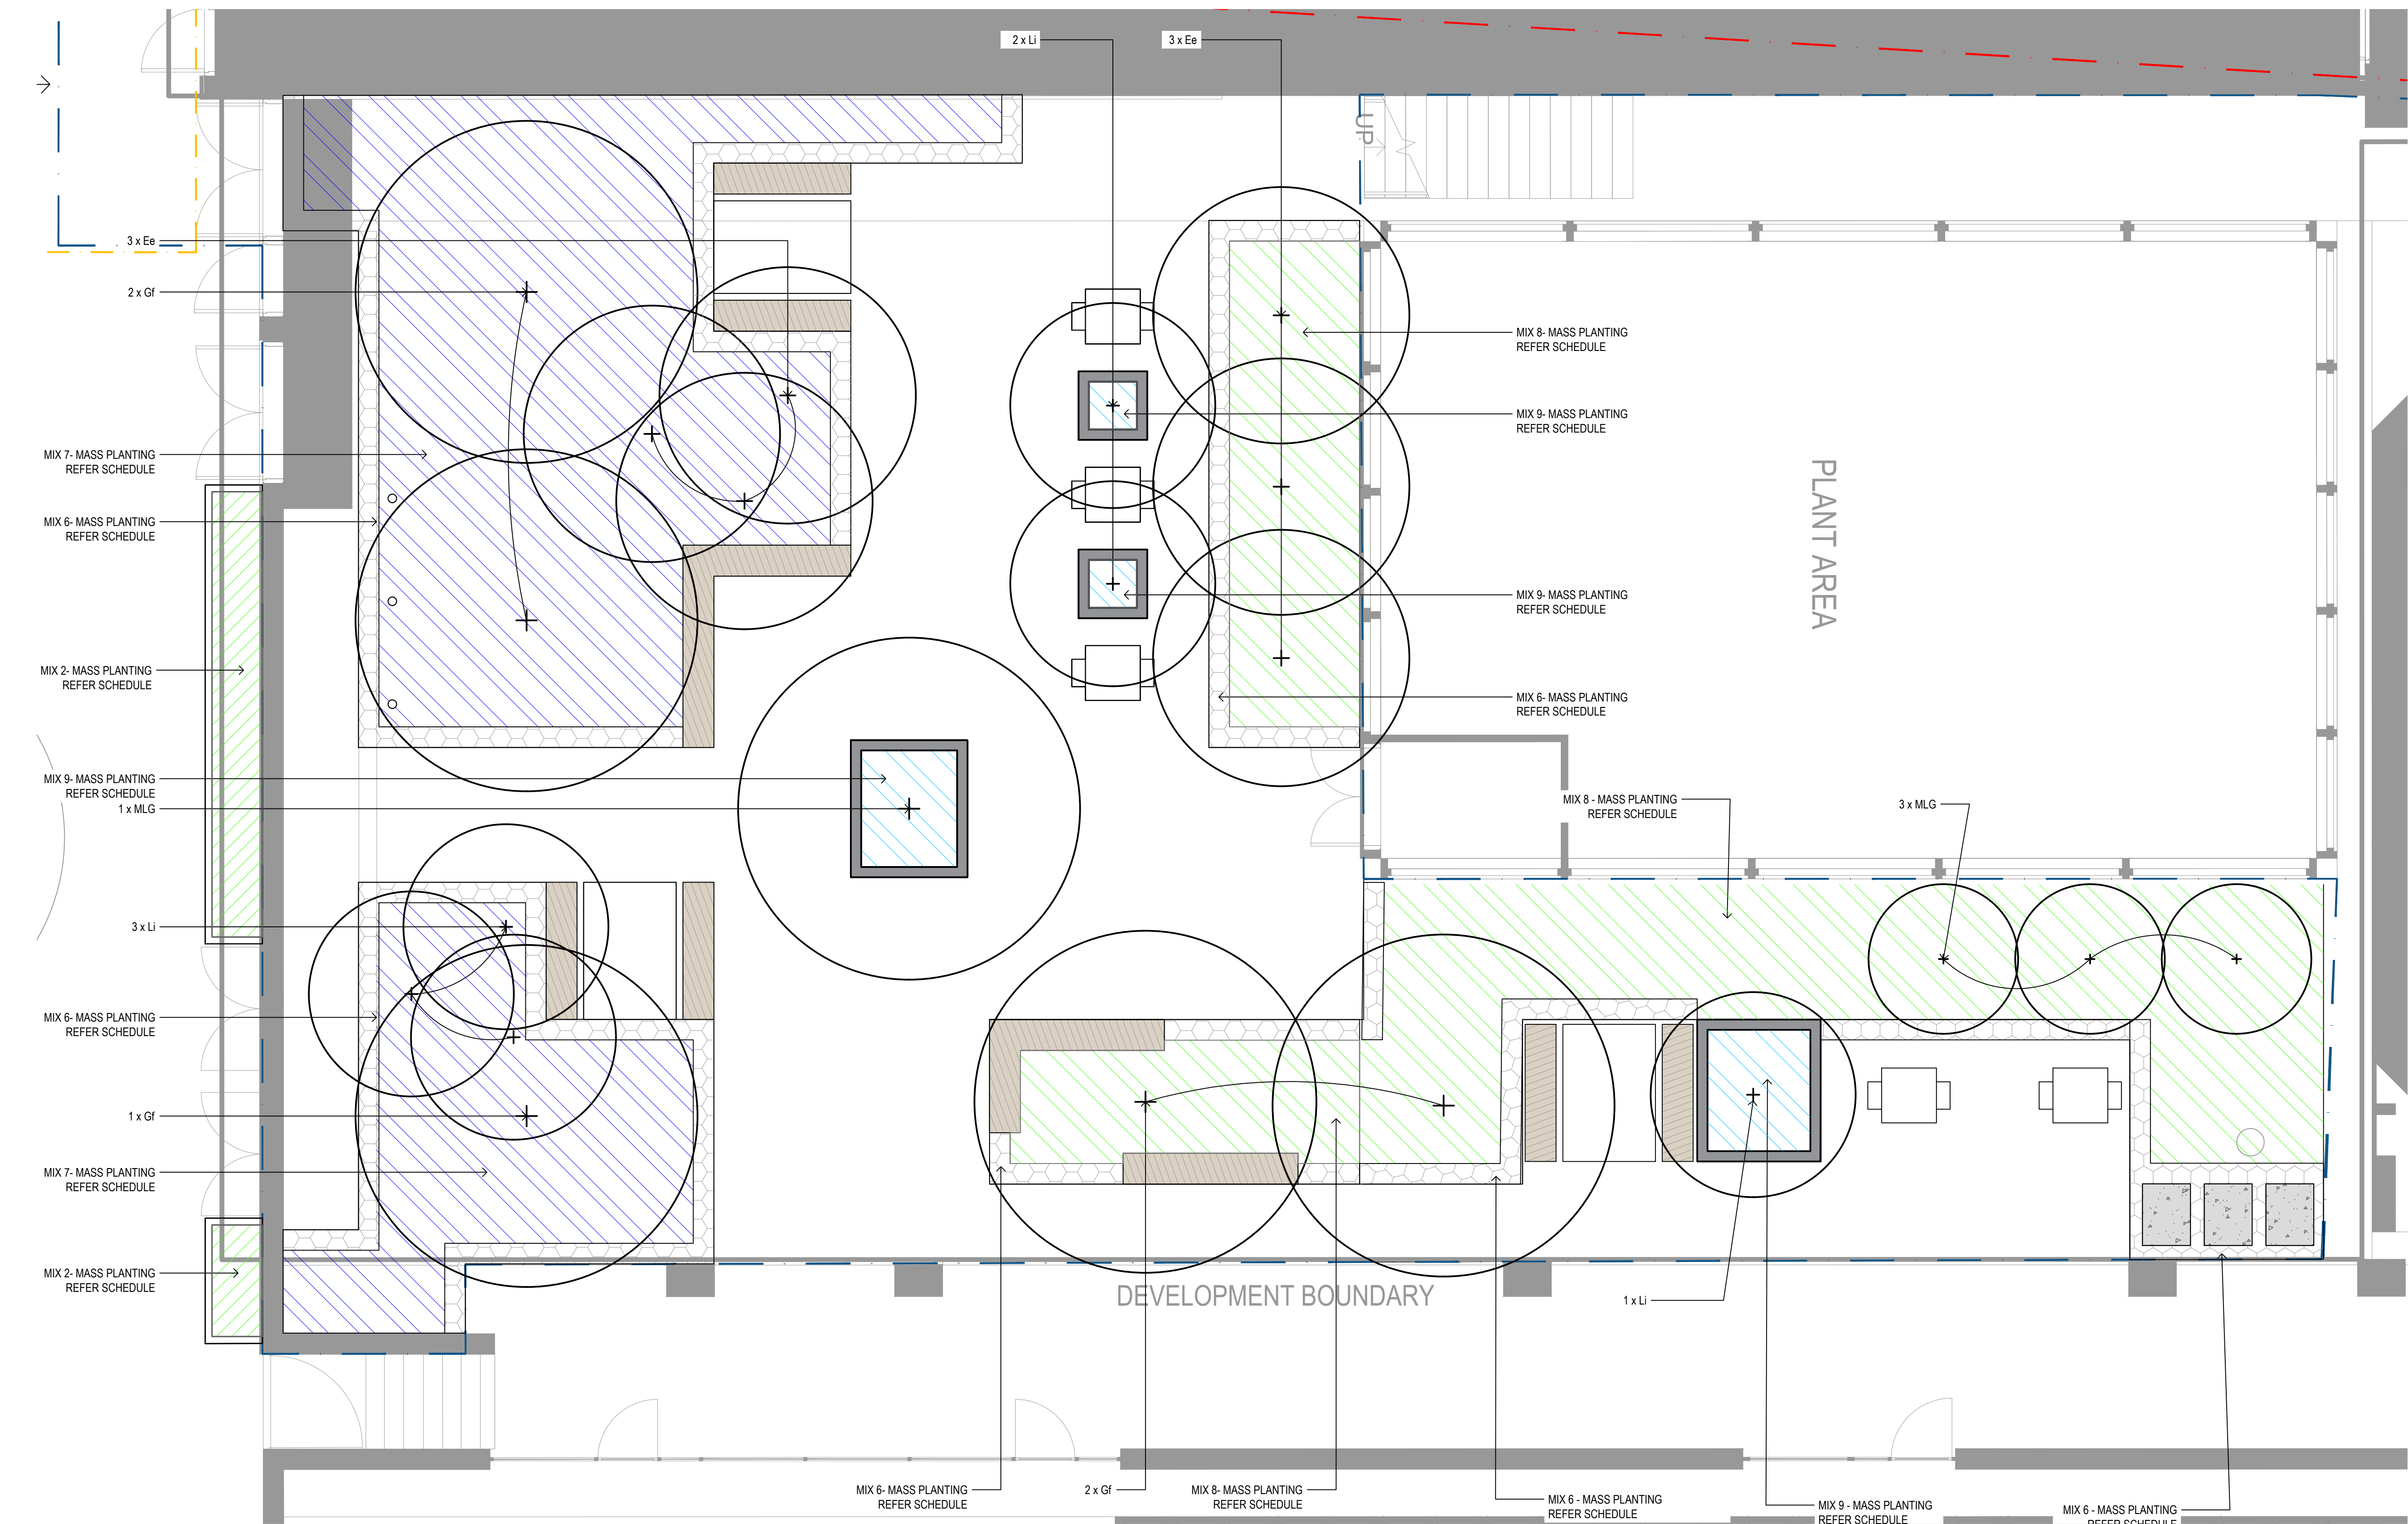 2 x Li
3 x Ee
UP
3 x Ee
2 x Gf
MIX 8- MASS PLANTING
REFER SCHEDULE
MIX 9- MASS PLANTING
REFER SCHEDULE
MIX 7- MASS PLANTING
REFER SCHEDULE
PLANT AREA
MIX 6- MASS PLANTING
REFER SCHEDULE
MIX 9- MASS PLANTING
REFER SCHEDULE
MIX 2- MASS PLANTING
REFER SCHEDULE
MIX 6- MASS PLANTING
REFER SCHEDULE
MIX 9- MASS PLANTING
REFER SCHEDULE
1 x MLG
MIX 8 - MASS PLANTING
REFER SCHEDULE
3 x MLG
3 x Li
MIX 6- MASS PLANTING
REFER SCHEDULE
1 x Gf
MIX 7- MASS PLANTING
REFER SCHEDULE
MIX 2- MASS PLANTING
REFER SCHEDULE
DEVELOPMENT BOUNDARY
1 x Li
MIX 6- MASS PLANTING
REFER SCHEDULE
2 x Gf
MIX 8- MASS PLANTING
REFER SCHEDULE
MIX 6 - MASS PLANTING
REFER SCHEDULE
MIX 9 - MASS PLANTING
REFER SCHEDULE
MIX 6 - MASS PLANTING
REFER SCHEDULE